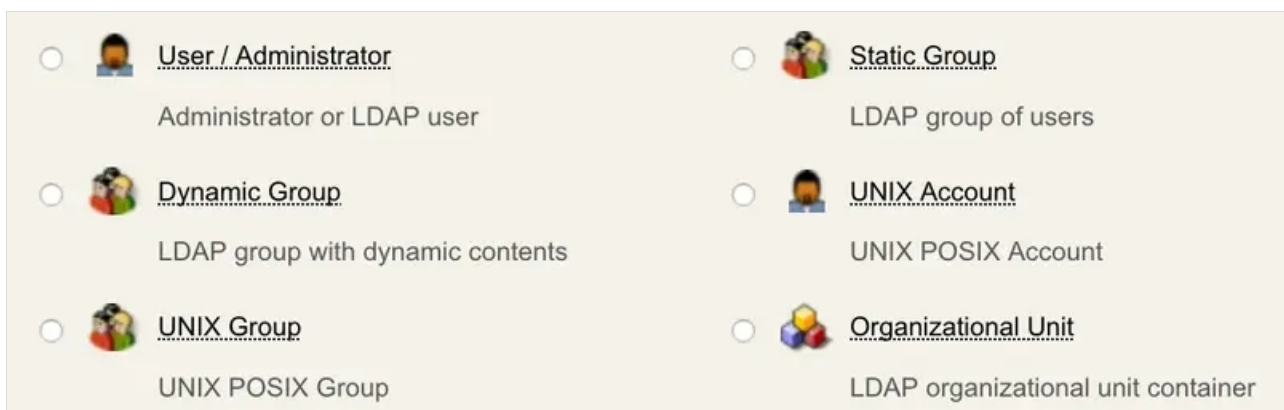 User / Administrator
Administrator or LDAP user
Static Group
LDAP group of users
Dynamic Group
LDAP group with dynamic contents
UNIX Account
UNIX POSIX Account
UNIX Group
UNIX POSIX Group
Organizational Unit
LDAP organizational unit container